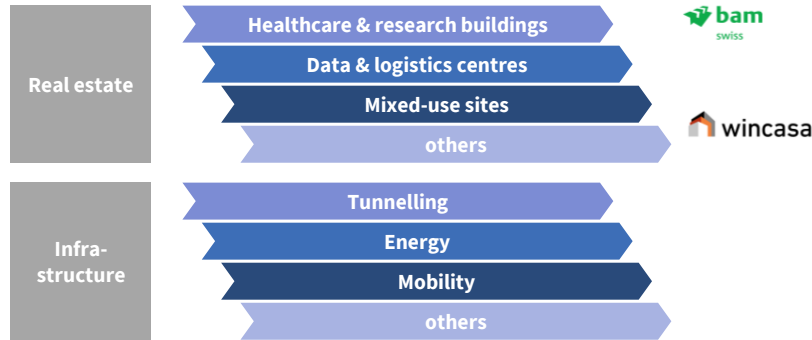 Real estate
Healthcare & research buildings
Data & logistics centres
Mixed-use sites
others
bam
swiss
wincasa
Infra-
structure
Tunnelling
Energy
Mobility
others